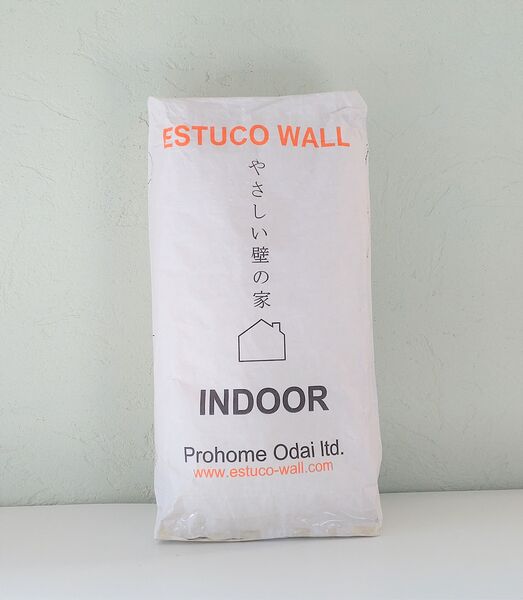 ESTUCO WALL
やさしい壁の家
INDOOR
Prohome Odai ltd.
www.estuco-wall.com